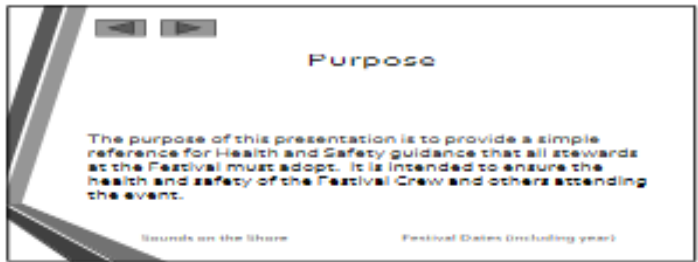 Purpose
The purpose of this presentation is to provide a simple
reference for Health and Safety guidance that all stewards
at the Festival must adopt. It is intended to ensure the
health and safety of the Festival Crew and others attending
the event.
Sounds on the Shore
Festival Dates (including year)